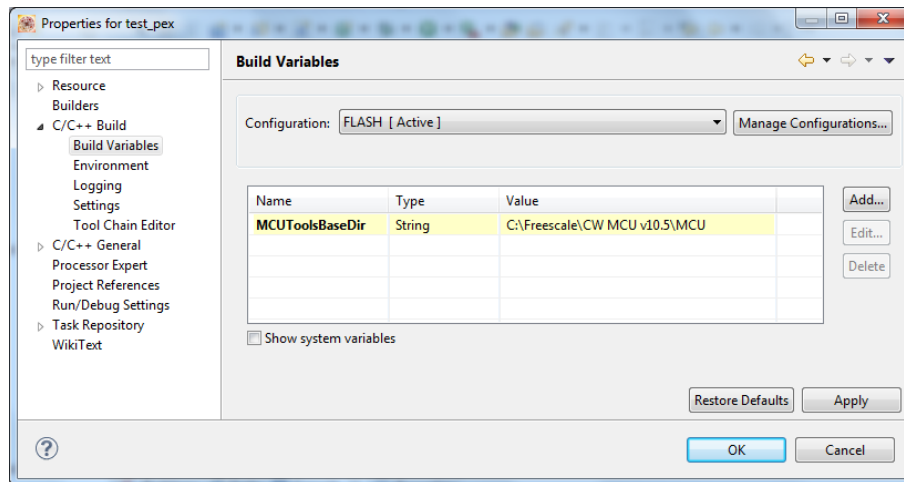 Properties for test_pex
type filter text
Resource
Builders
C/C++ Build
Build Variables
Environment
Logging
Settings
Tool Chain Editor
C/C++ General
Processor Expert
Project References
Run/Debug Settings
Task Repository
WikiText
Build Variables
Configuration: FLASH [ Active ] Manage Configurations...
Name Type Value
MCUToolsBaseDir String C:\Freescale\CW MCU v10.5\MCU
Add...
Edit...
Delete
Show system variables
Restore Defaults Apply
OK Cancel